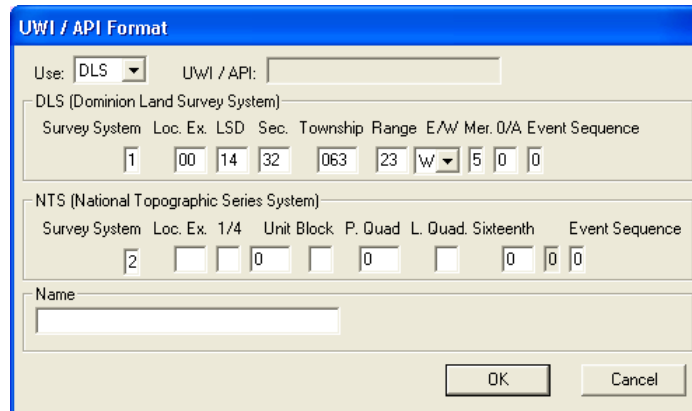 UWI / API Format
Use: DLS UWI / API:
DLS (Dominion Land Survey System)
Survey System Loc. Ex. LSD Sec. Township Range E/W Mer. 0/A Event Sequence
1 00 14 32 063 23 W 5 0 0
NTS (National Topographic Series System)
Survey System Loc. Ex. 1/4 Unit Block P. Quad L. Quad. Sixteenth Event Sequence
2 0 0 0 0 0
Name
OK Cancel